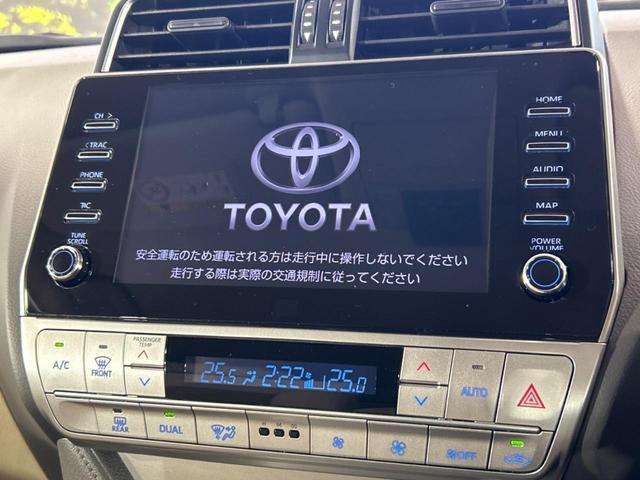 CH >
< TRAC
PHONE
T/C
TUNE
SCROLL
TOYOTA
安全運転のため運転される方は走行中に操作しないでください
走行する際は実際の交通規制に従ってください
HOME
MENU
AUDIO
MAP
POWER
VOLUME
A/C
FRONT
PASSENGER
TEMP
25.5 2:22 25.0
AUTO
REAR
DUAL
OFF